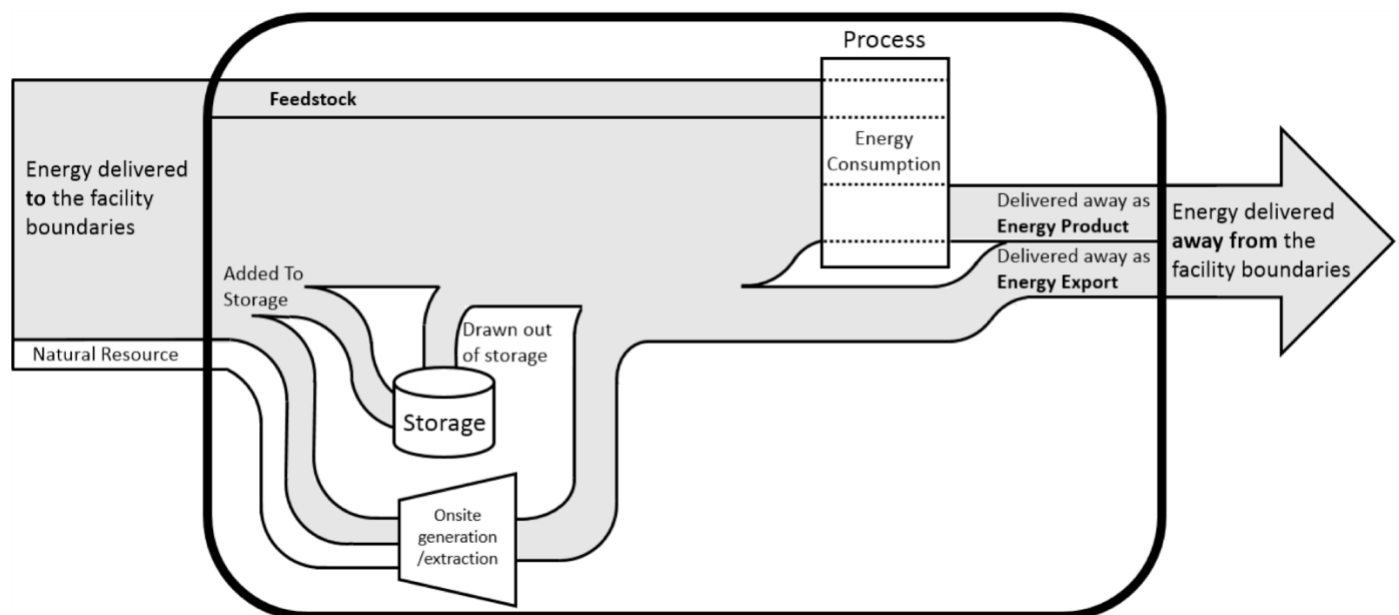 Process
Feedstock
Energy
Consumption
Energy delivered
to the facility
boundaries
Delivered away as
Energy Product
Energy delivered
away from the
facility boundaries
Delivered away as
Energy Export
Added To
Storage
Drawn out
of storage
Natural Resource
Storage
Onsite
generation
/extraction